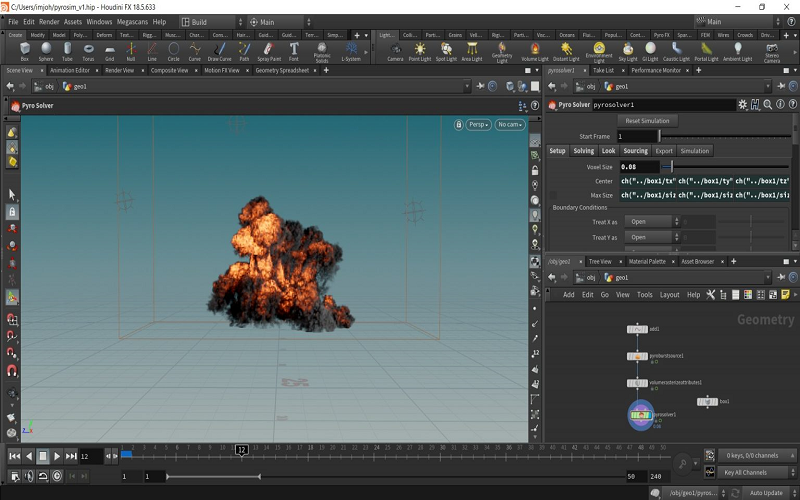 C:/Users/imjoh/pyrosim_v1.hip - Houdini FX 18.5.633
File Edit Render Assets Windows Megascans Help
Build
Main
Main
Create Modify Model Poly... Deform... Text... Rigg... Musc... Char... Cons... Hair... Guid... Guid... Terr... Simp...
Light... Coll... Parti... Grains Vell... Rigid... Parti... Visc... Oceans Fluid... Popu... Cont... Pyro FX Spar... FEM Wires Crowds Driv...
Box Sphere Tube Torus Grid Null Line Circle Curve Draw Curve Path Spray Paint Font Platonic Solids L-System
Camera Point Light Spot Light Area Light Geometry Light Volume Light Distant Light Environment Light Sky Light GI Light Caustic Light Portal Light Ambient Light Stereo Camera
Scene View Animation Editor Render View Composite View Motion FX View Geometry Spreadsheet
pyrosolver1 Take List Performance Monitor
obj geo1
obj geo1
Pyro Solver
Pyro Solver pyrosolver1
Persp No cam
Reset Simulation
Start Frame 1
Setup Solving Look Sourcing Export Simulation
Voxel Size 0.08
Center ch("../box1/tx" ch("../box1/ty" ch("../box1/tz"
Max Size ch("../box1/siz ch("../box1/siz ch("../box1/siz
Boundary Conditions
Treat X as Open
Treat Y as Open
/obj/geo1 Tree View Material Palette Asset Browser
obj geo1
Add Edit Go View Tools Layout Help
Geometry
add1
pyroburstsource1
volumerasterizeattributes1
box1
pyrosolver1
12
12
1 1
50 240
0 keys, 0/0 channels
Key All Channels
/obj/geo1/pyros...
Auto Update